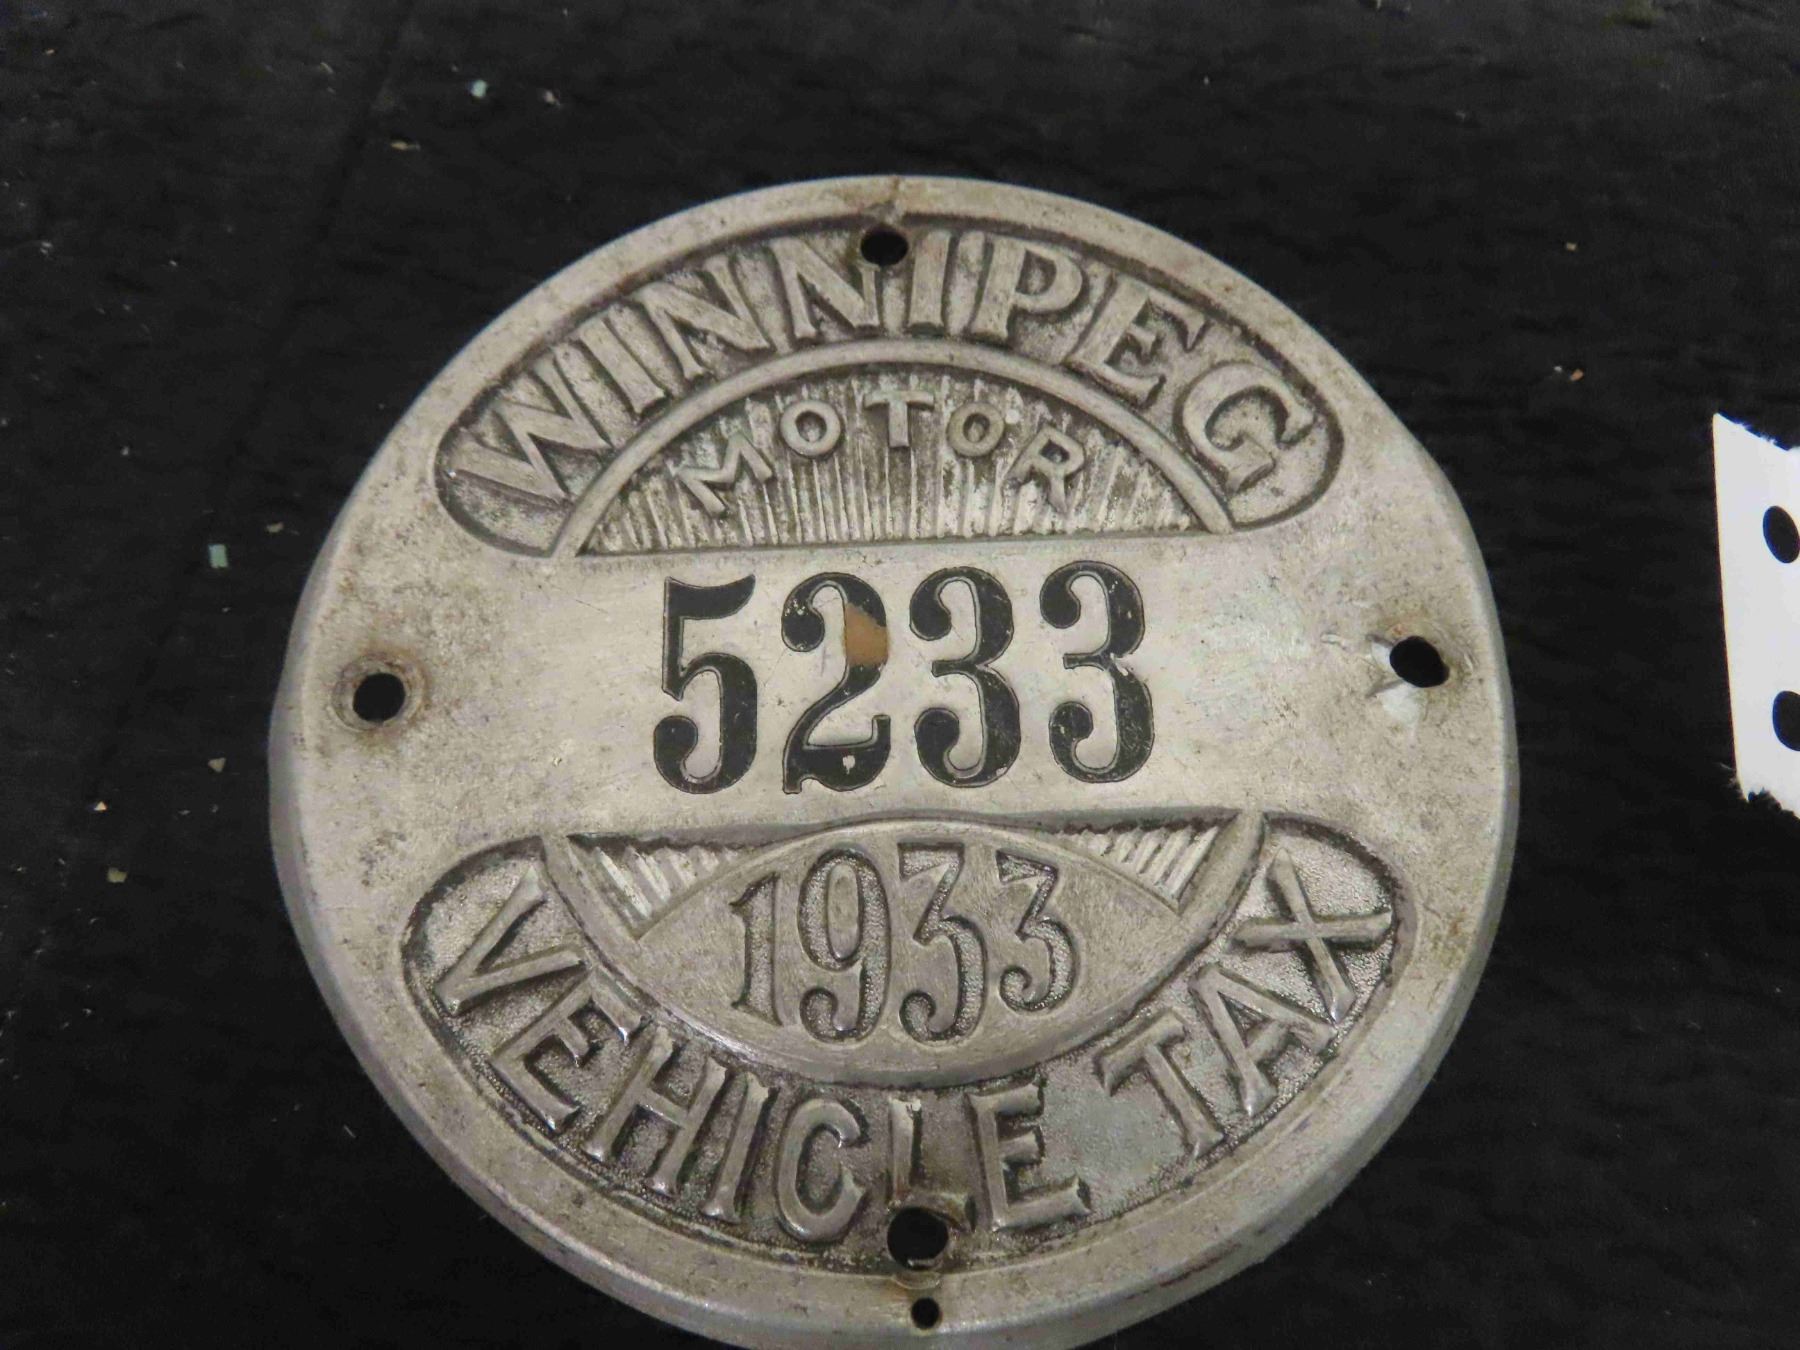 WINNIPEG
MOTOR
5233
1933
VEHICLE TAX